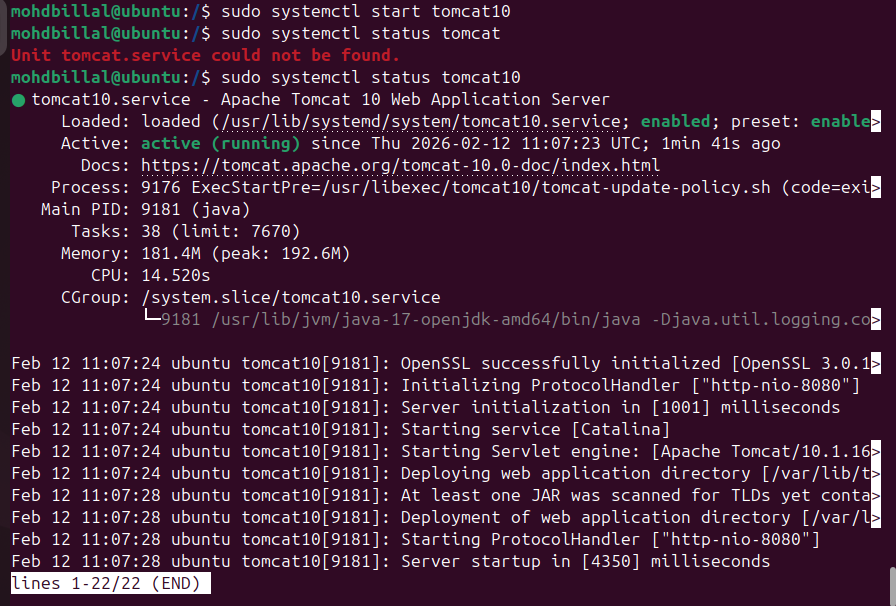 mohdbillal@ubuntu:/$ sudo systemctl start tomcat10
mohdbillal@ubuntu:/$ sudo systemctl status tomcat
Unit tomcat.service could not be found.
mohdbillal@ubuntu:/$ sudo systemctl status tomcat10
● tomcat10.service - Apache Tomcat 10 Web Application Server
     Loaded: loaded (/usr/lib/systemd/system/tomcat10.service; enabled; preset: enable>
     Active: active (running) since Thu 2026-02-12 11:07:23 UTC; 1min 41s ago
       Docs: https://tomcat.apache.org/tomcat-10.0-doc/index.html
    Process: 9176 ExecStartPre=/usr/libexec/tomcat10/tomcat-update-policy.sh (code=exi>
   Main PID: 9181 (java)
      Tasks: 38 (limit: 7670)
     Memory: 181.4M (peak: 192.6M)
        CPU: 14.520s
     CGroup: /system.slice/tomcat10.service
             └─9181 /usr/lib/jvm/java-17-openjdk-amd64/bin/java -Djava.util.logging.co>
Feb 12 11:07:24 ubuntu tomcat10[9181]: OpenSSL successfully initialized [OpenSSL 3.0.1>
Feb 12 11:07:24 ubuntu tomcat10[9181]: Initializing ProtocolHandler ["http-nio-8080"]
Feb 12 11:07:24 ubuntu tomcat10[9181]: Server initialization in [1001] milliseconds
Feb 12 11:07:24 ubuntu tomcat10[9181]: Starting service [Catalina]
Feb 12 11:07:24 ubuntu tomcat10[9181]: Starting Servlet engine: [Apache Tomcat/10.1.16>
Feb 12 11:07:24 ubuntu tomcat10[9181]: Deploying web application directory [/var/lib/t>
Feb 12 11:07:28 ubuntu tomcat10[9181]: At least one JAR was scanned for TLDs yet conta>
Feb 12 11:07:28 ubuntu tomcat10[9181]: Deployment of web application directory [/var/l>
Feb 12 11:07:28 ubuntu tomcat10[9181]: Starting ProtocolHandler ["http-nio-8080"]
Feb 12 11:07:28 ubuntu tomcat10[9181]: Server startup in [4350] milliseconds
lines 1-22/22 (END)